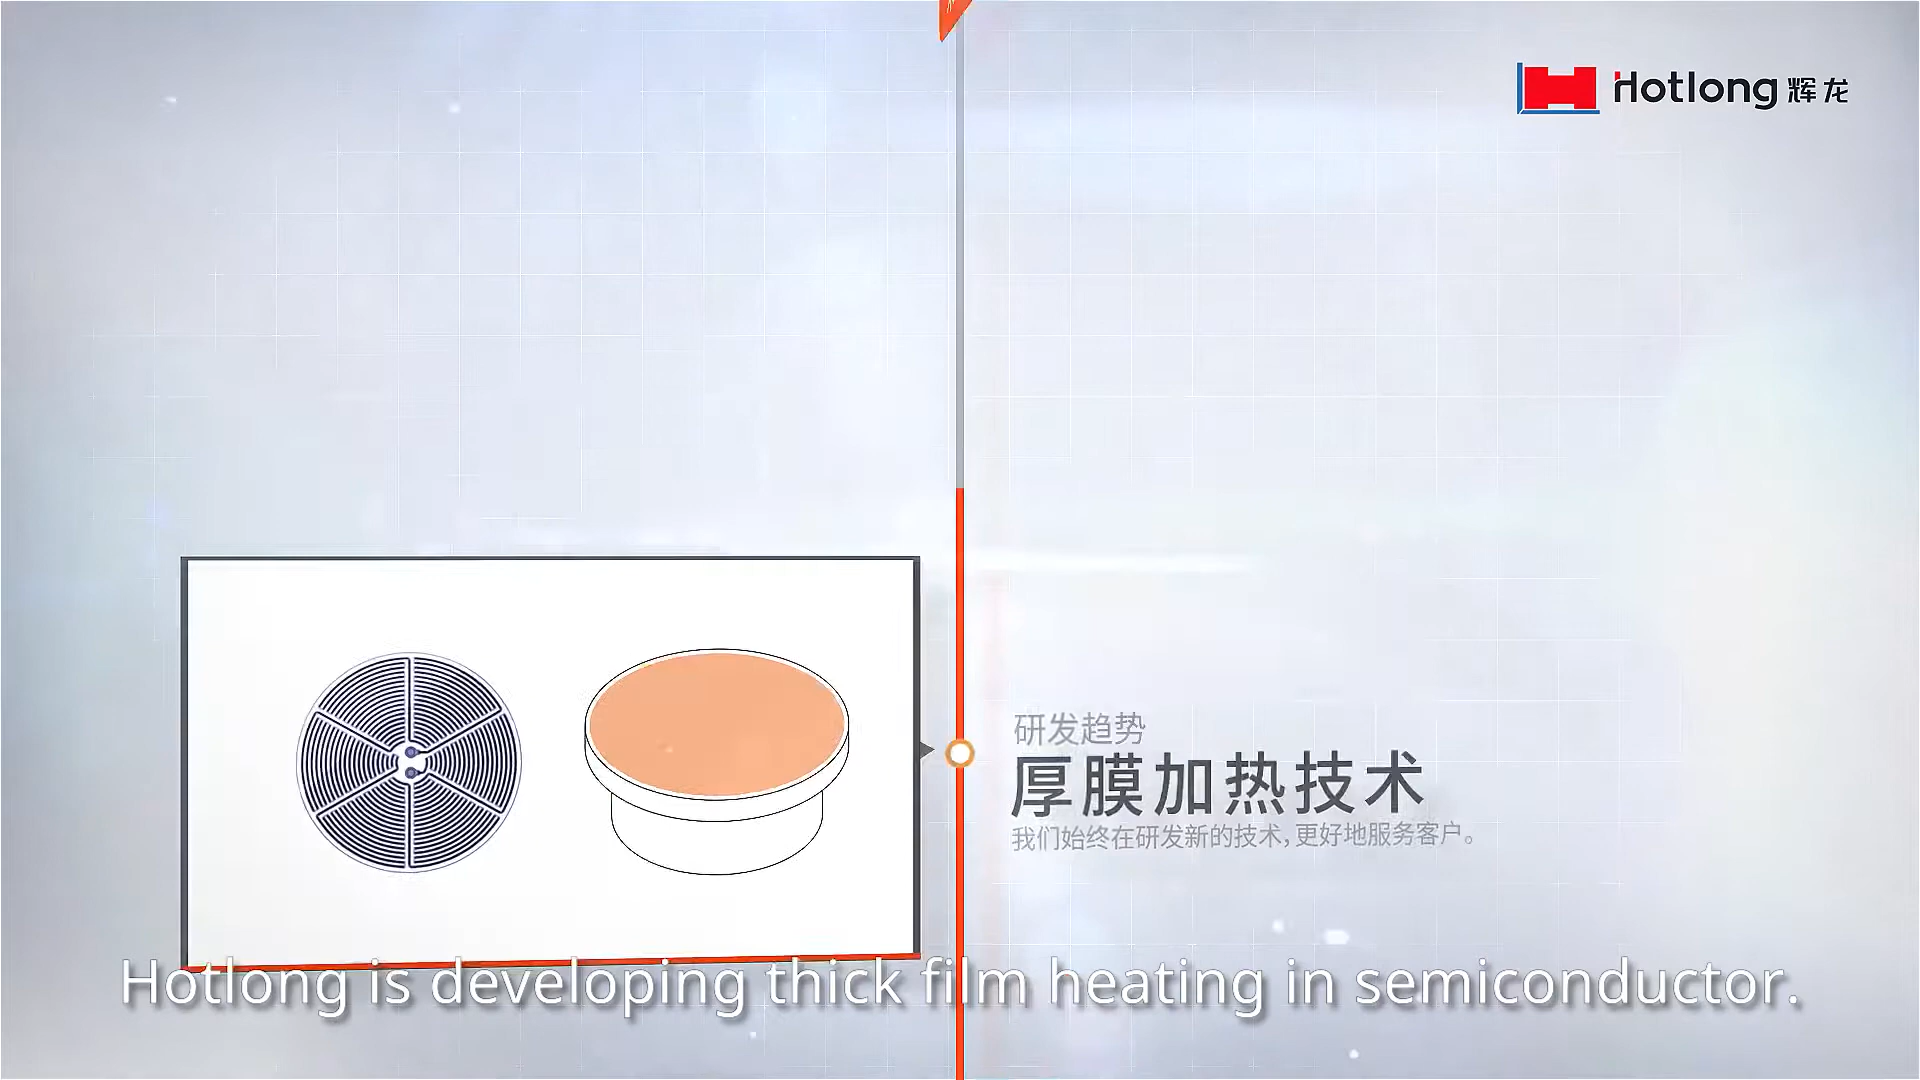 Hotlong 辉龙
研发趋势
厚膜加热技术
我们始终在研发新的技术,更好地服务客户。
Hotlong is developing thick film heating in semiconductor.